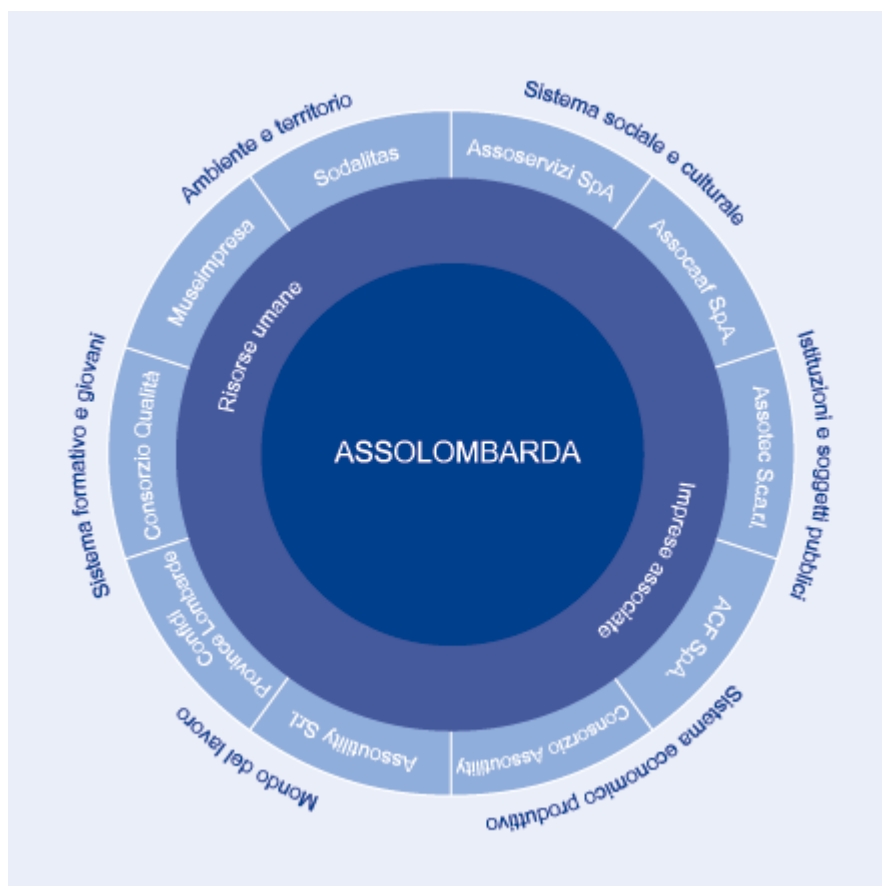 Ambiente e territorio
Sistema sociale e culturale
Istituzioni e soggetti pubblici
Sistema economico produttivo
Mondo del lavoro
Sistema formativo e giovani
Sodalitas
Assoservizi SpA
Assocaaf S.p.A.
Assotec S.c.a.r.l.
ACF S.p.A.
Consorzio Assoutility
Assoutility S.r.l.
Confidi
Province Lombarde
Consorzio Qualità
Museimpresa
Risorse umane
Imprese associate
ASSOLOMBARDA